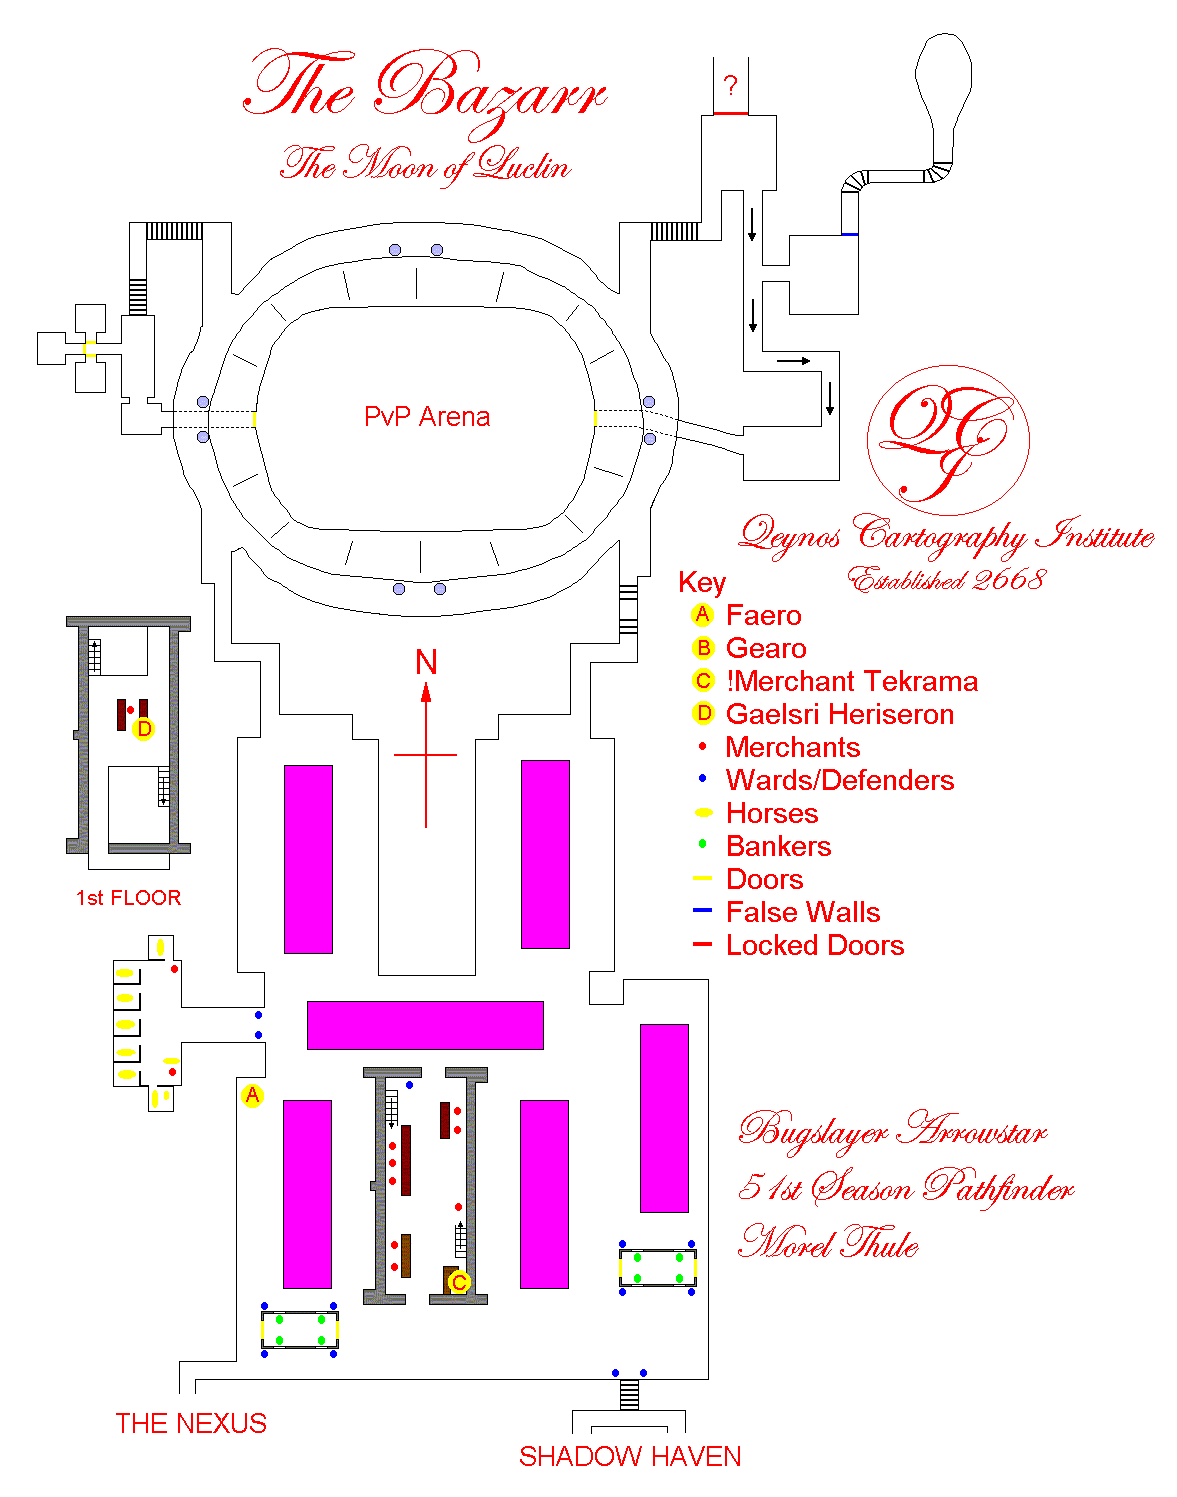 The Bazarr
The Moon of Luclin
?
PvP Arena
QCI
Qeynos Cartography Institute
Established 2668
Key
A Faero
B Gearo
C !Merchant Tekrama
D Gaelsri Heriseron
Merchants
Wards/Defenders
Horses
Bankers
Doors
False Walls
Locked Doors
N
D
1st FLOOR
A
C
Bugslayer Arrowstar
51st Season Pathfinder
Morel Thule
THE NEXUS
SHADOW HAVEN